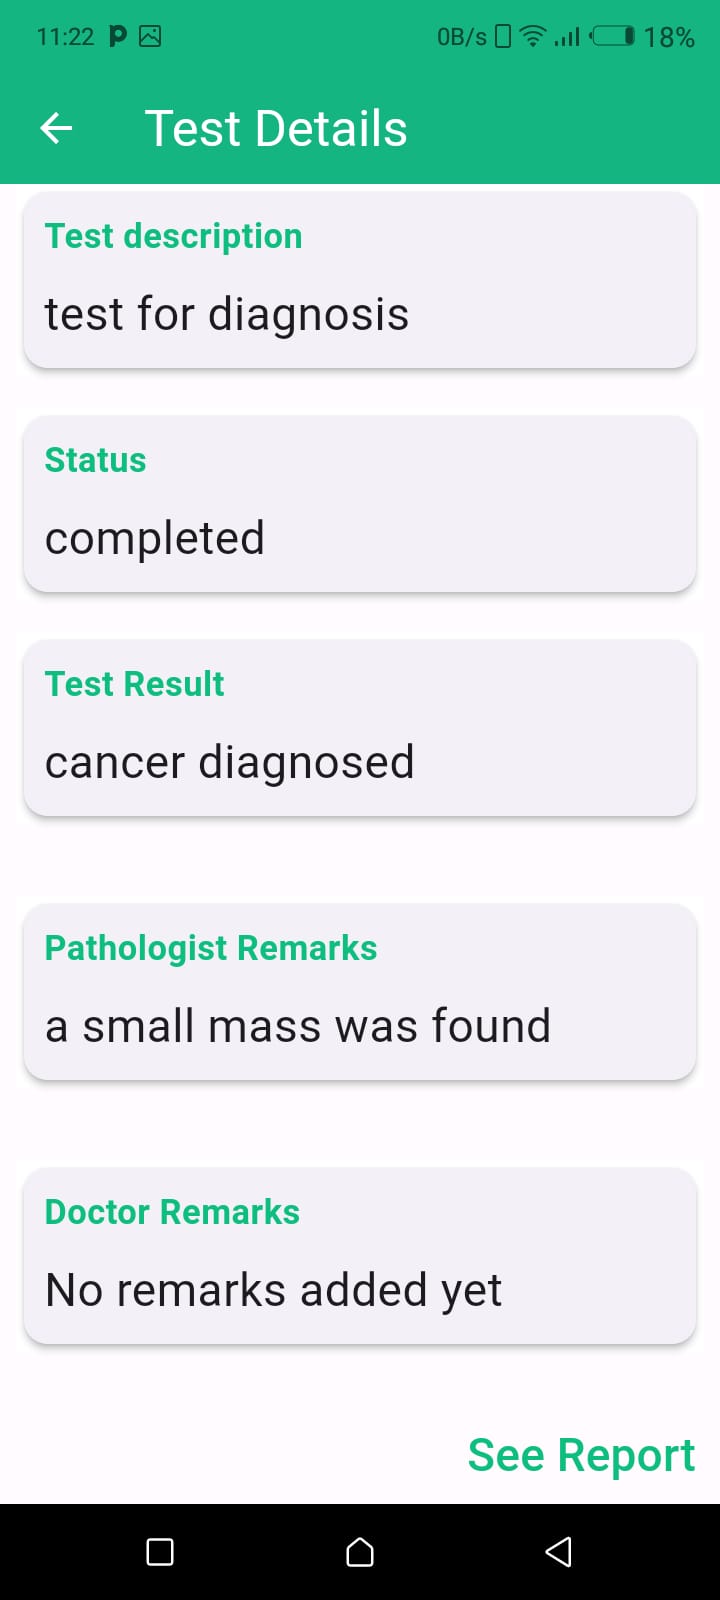 11:22 0B/s 18%
Test Details
Test description
test for diagnosis
Status
completed
Test Result
cancer diagnosed
Pathologist Remarks
a small mass was found
Doctor Remarks
No remarks added yet
See Report